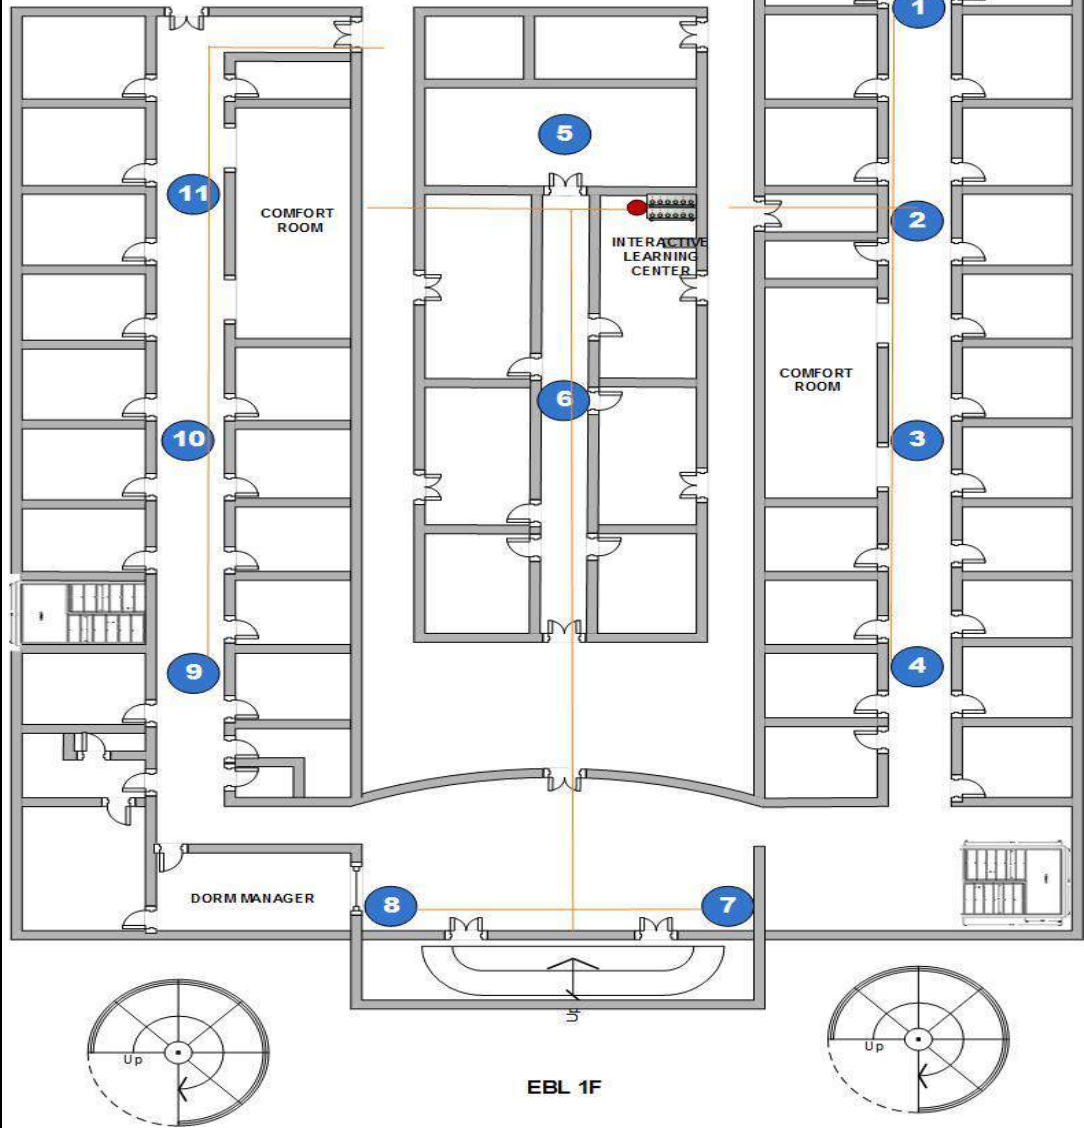 1
5
11
COMFORT
ROOM
2
INTERACTIVE
LEARNING
CENTER
COMFORT
ROOM
6
10
3
9
4
DORM MANAGER
8
7
Up
Up
Up
EBL 1F